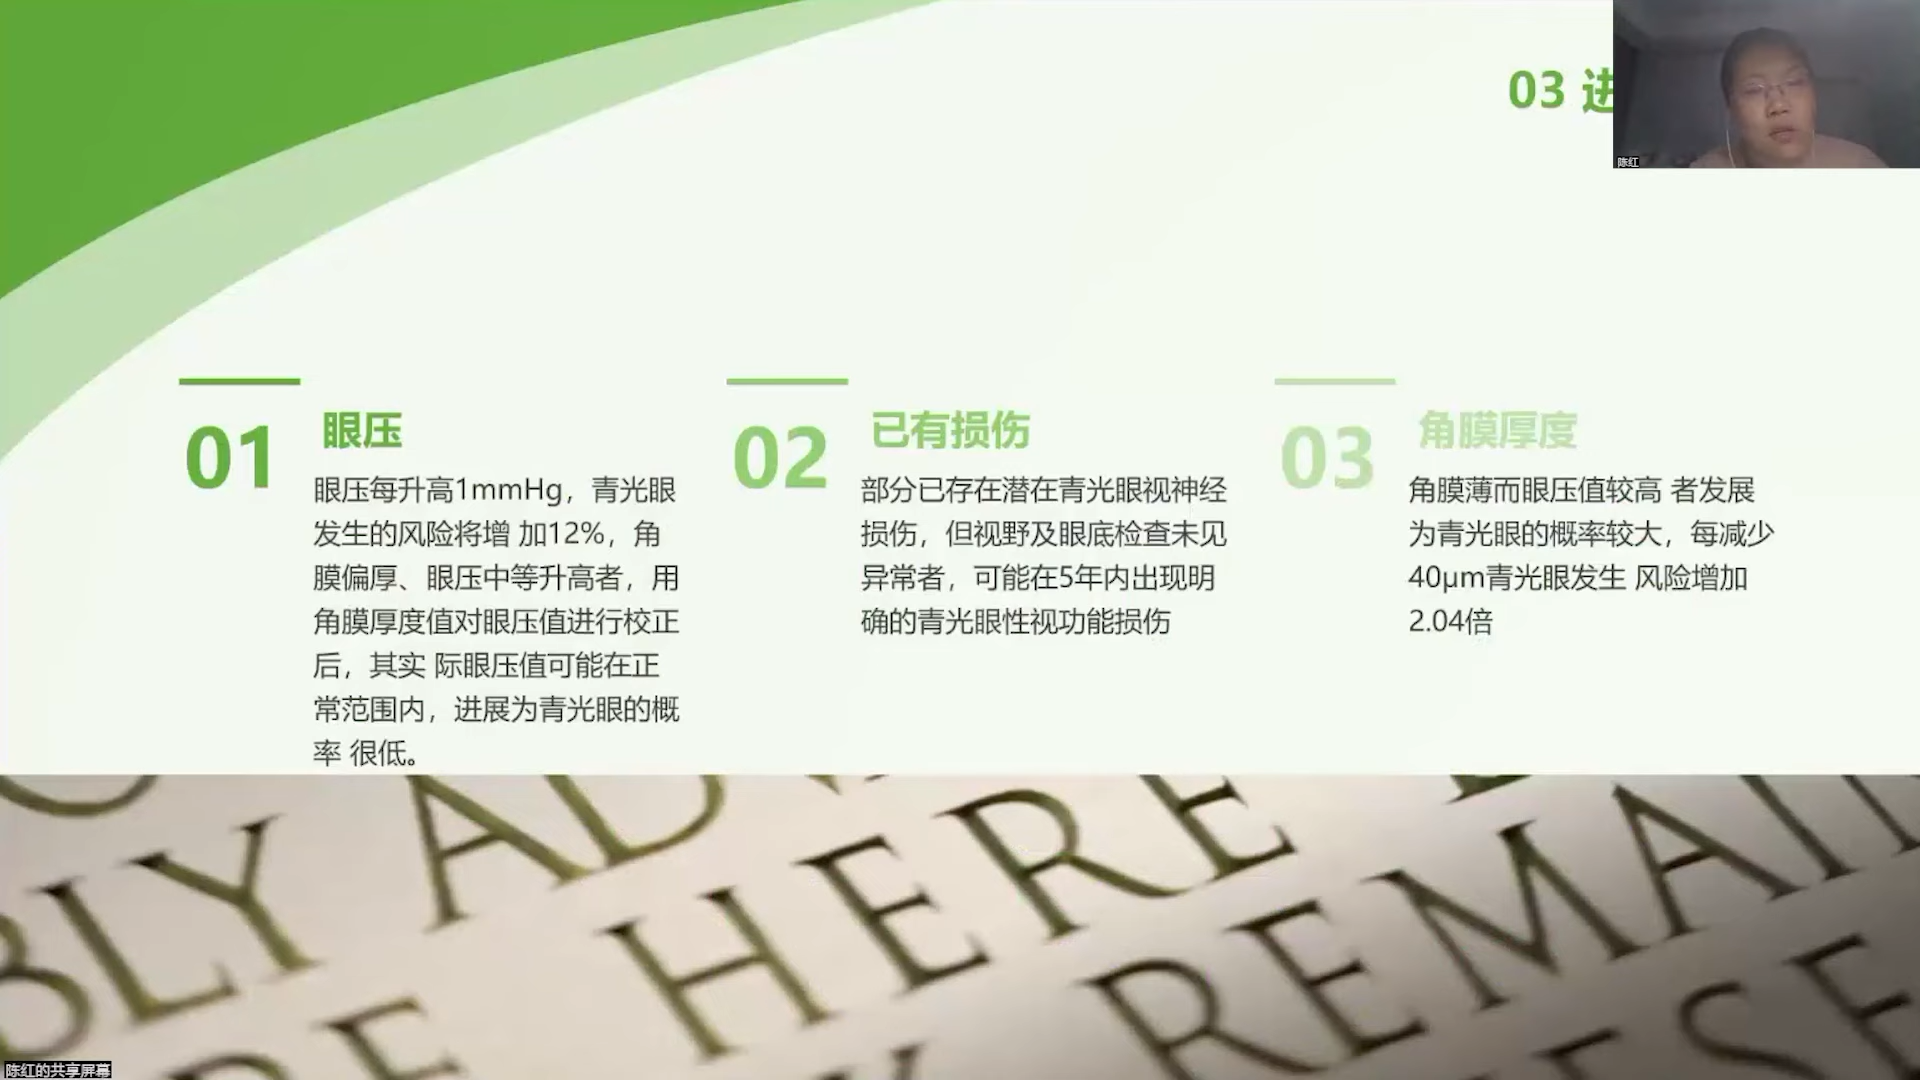 03 进
陈红
01
眼压
眼压每升高1mmHg，青光眼
发生的风险将增 加12%，角
膜偏厚、眼压中等升高者，用
角膜厚度值对眼压值进行校正
后，其实 际眼压值可能在正
常范围内，进展为青光眼的概
率 很低。
02
已有损伤
部分已存在潜在青光眼视神经
损伤，但视野及眼底检查未见
异常者，可能在5年内出现明
确的青光眼性视功能损伤
03
角膜厚度
角膜薄而眼压值较高 者发展
为青光眼的概率较大，每减少
40μm青光眼发生 风险增加
2.04倍
BLY AD
HERE
REMAI
陈红的共享屏幕